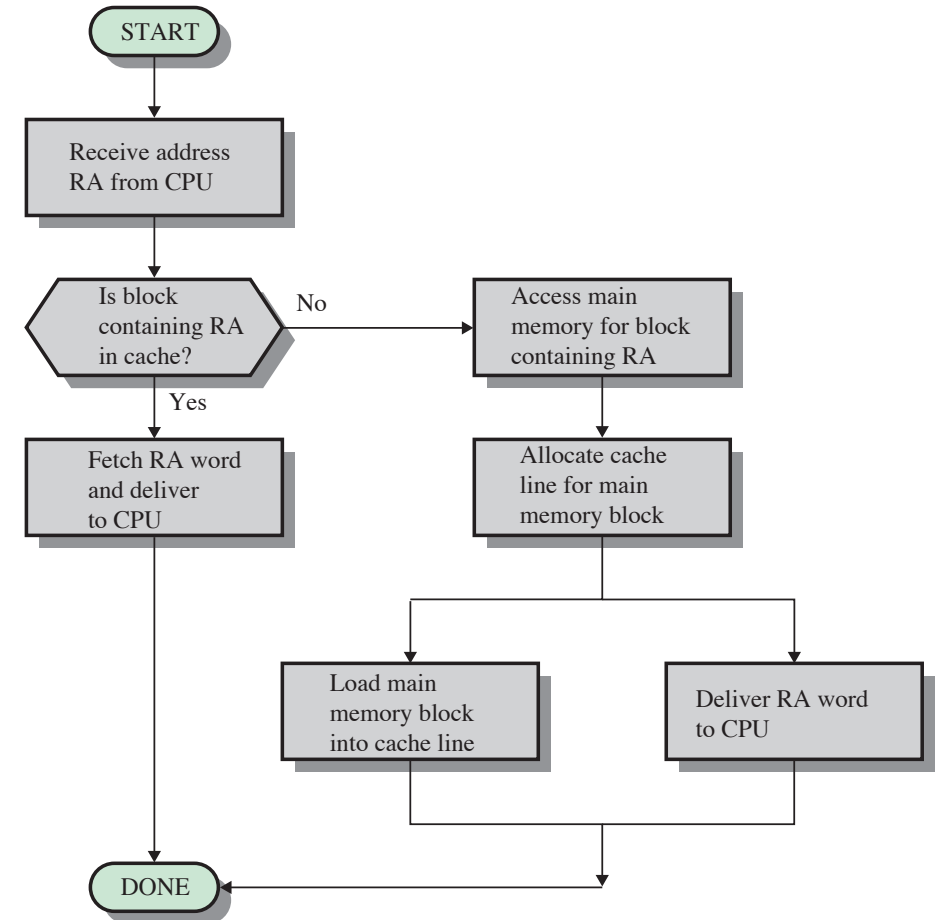 START
Receive address
RA from CPU
Is block
containing RA
in cache?
No
Access main
memory for block
containing RA
Yes
Fetch RA word
and deliver
to CPU
Allocate cache
line for main
memory block
Load main
memory block
into cache line
Deliver RA word
to CPU
DONE